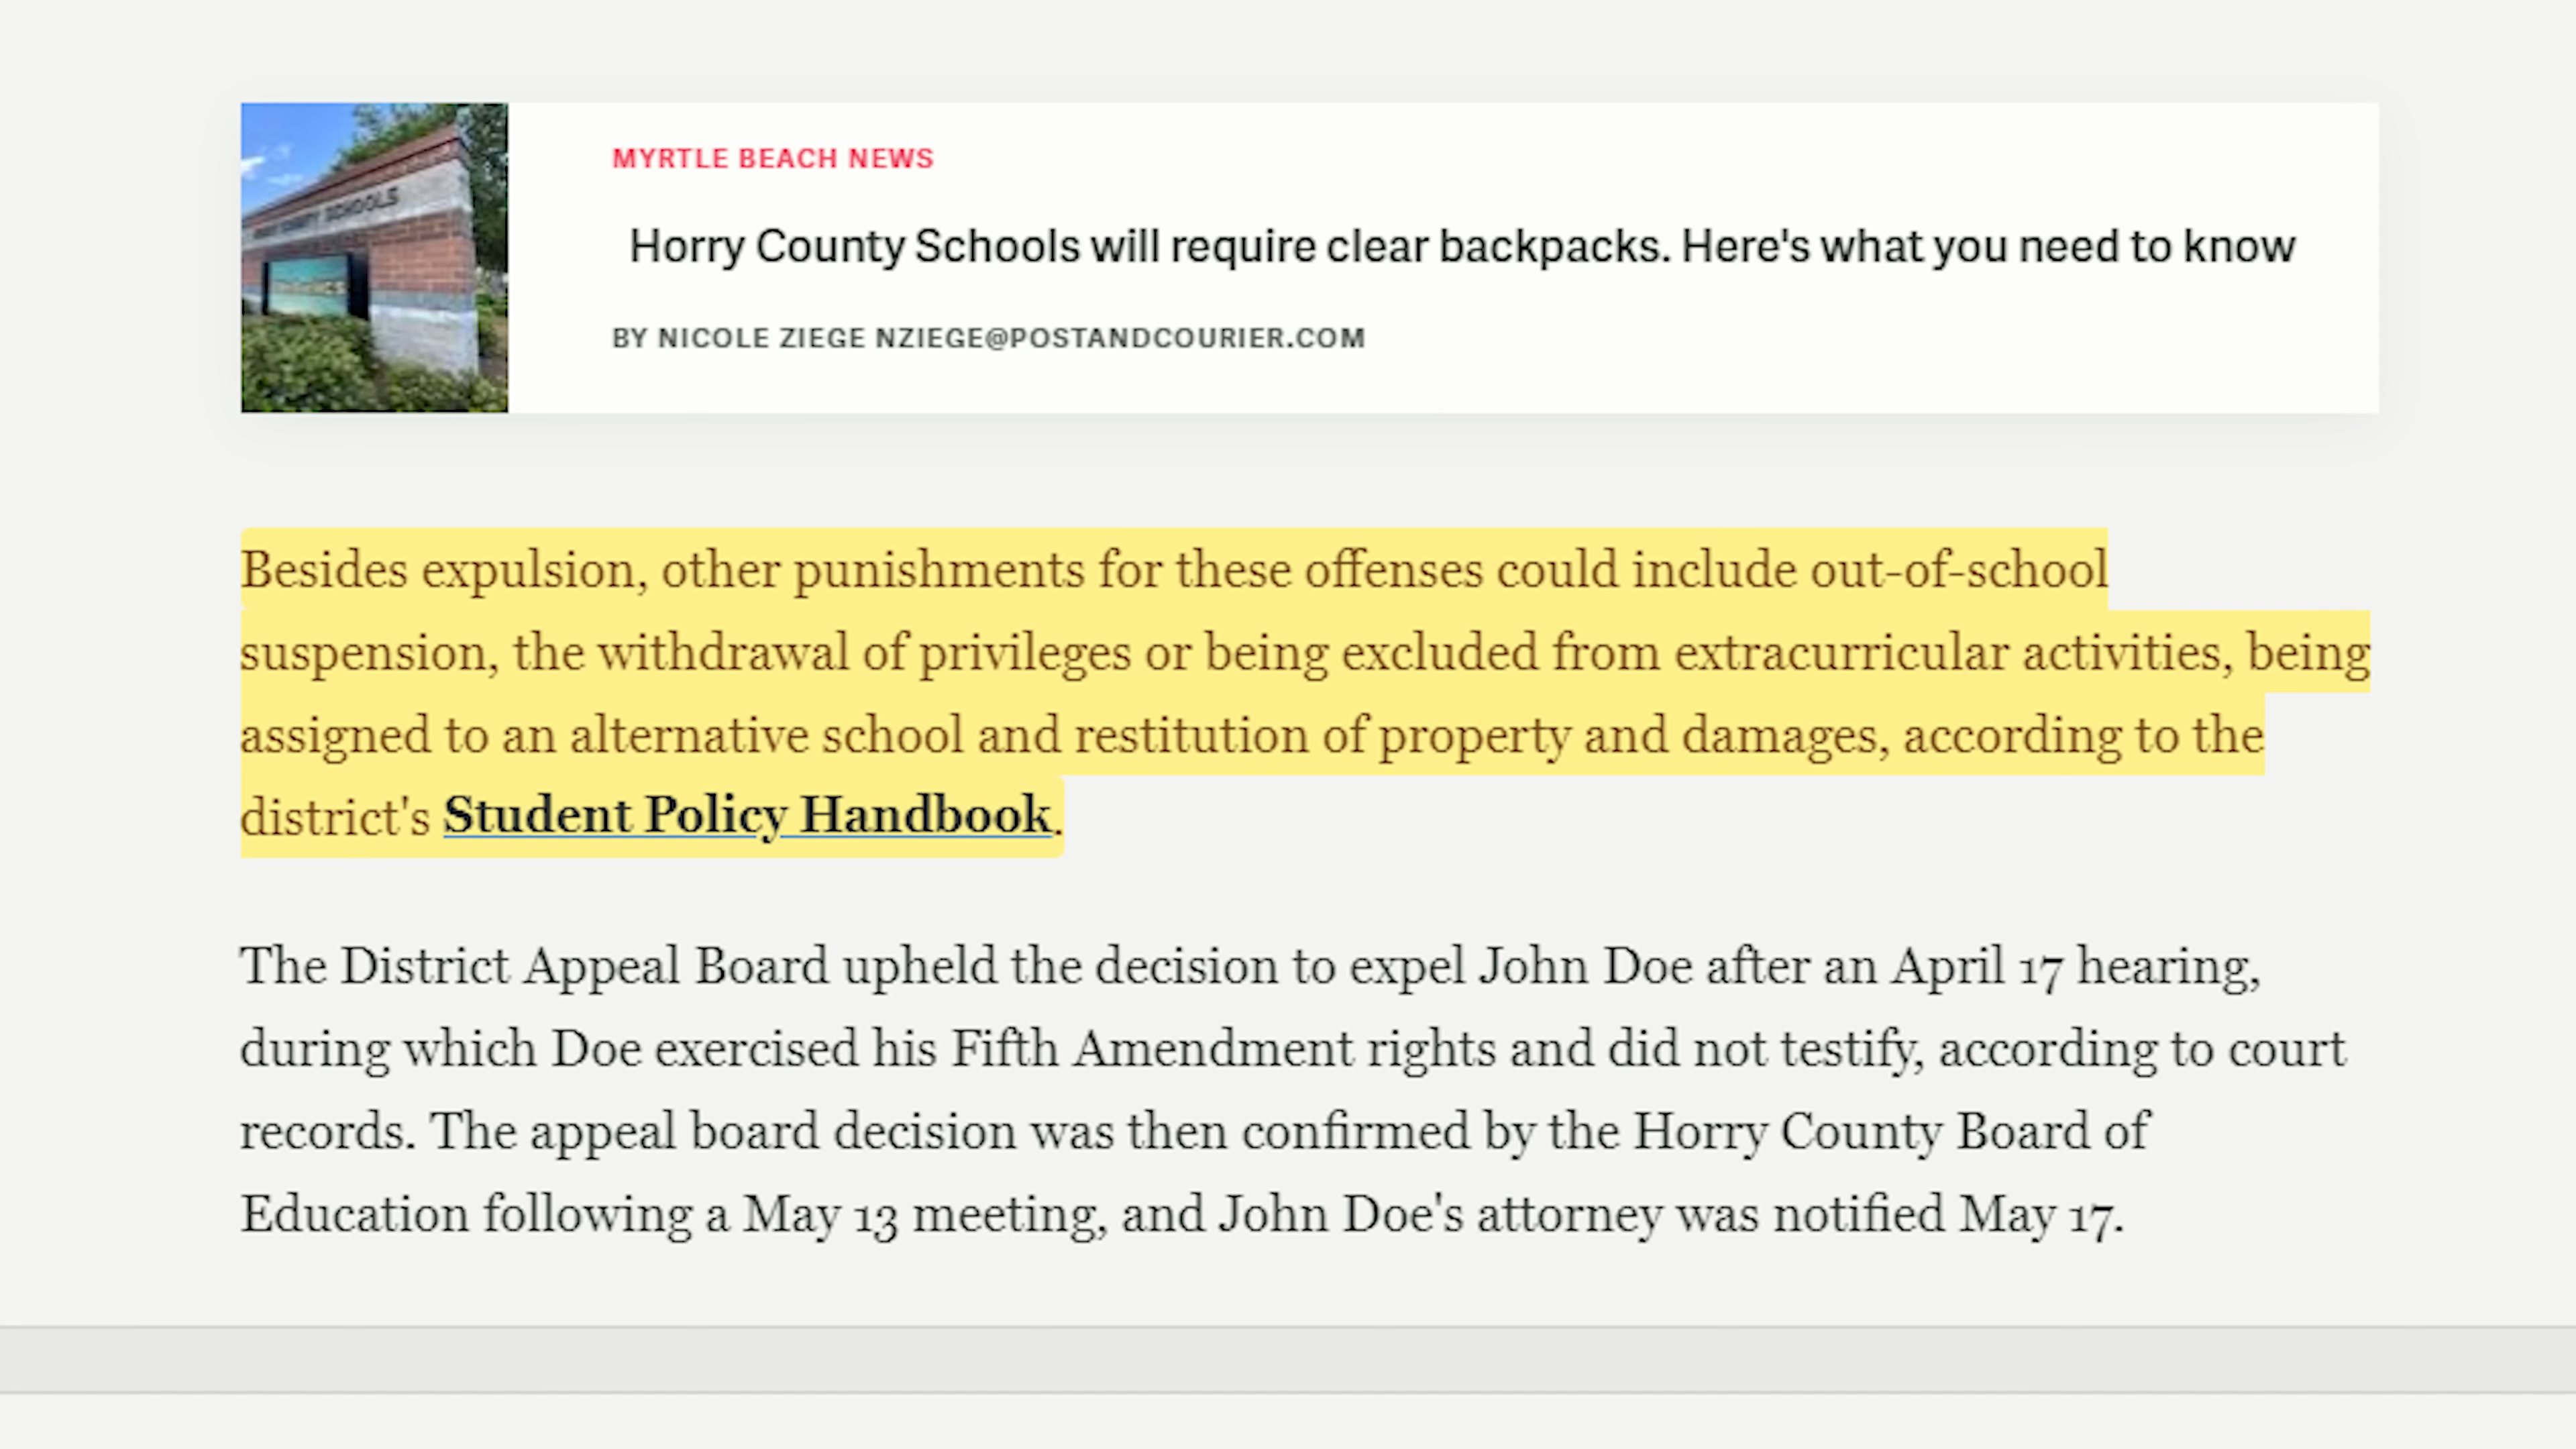 SCHOOLS
MYRTLE BEACH NEWS
Horry County Schools will require clear backpacks. Here's what you need to know
BY NICOLE ZIEGE NZIEGE@POSTANDCOURIER.COM
Besides expulsion, other punishments for these offenses could include out-of-school
suspension, the withdrawal of privileges or being excluded from extracurricular activities, being
assigned to an alternative school and restitution of property and damages, according to the
district's Student Policy Handbook.
The District Appeal Board upheld the decision to expel John Doe after an April 17 hearing,
during which Doe exercised his Fifth Amendment rights and did not testify, according to court
records. The appeal board decision was then confirmed by the Horry County Board of
Education following a May 13 meeting, and John Doe's attorney was notified May 17.